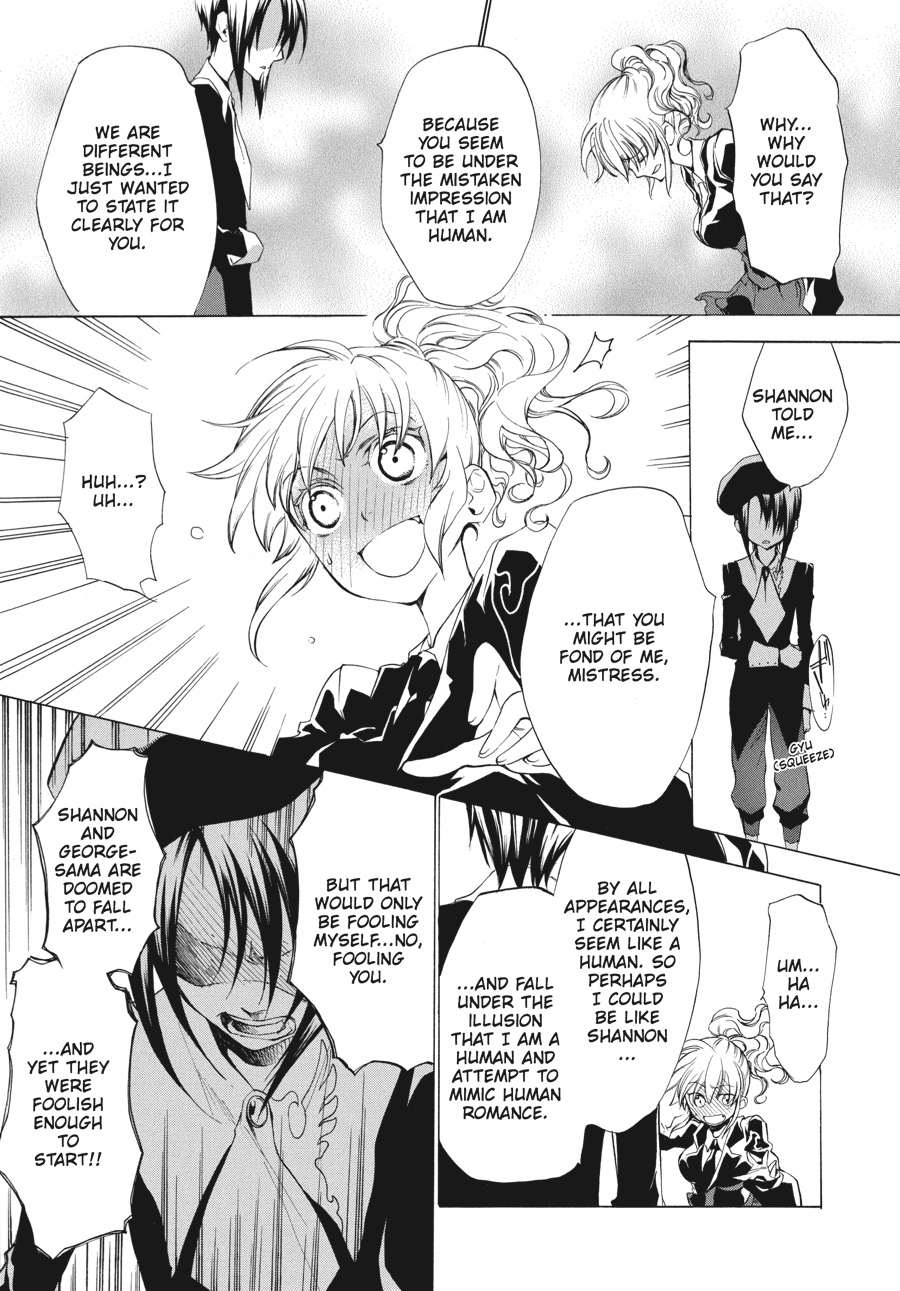 WHY...
WHY
WOULD
YOU SAY
THAT?
BECAUSE
YOU SEEM
TO BE UNDER
THE MISTAKEN
IMPRESSION
THAT I AM
HUMAN.
WE ARE
DIFFERENT
BEINGS...I
JUST WANTED
TO STATE IT
CLEARLY FOR
YOU.
SHANNON
TOLD
ME...
GYU
(SQUEEZE)
...THAT YOU
MIGHT BE
FOND OF ME,
MISTRESS.
HUH...?
UH...
UM...
HA
HA...
BY ALL
APPEARANCES,
I CERTAINLY
SEEM LIKE A
HUMAN. SO
PERHAPS
I COULD
BE LIKE
SHANNON
...
...AND FALL
UNDER THE
ILLUSION
THAT I AM A
HUMAN AND
ATTEMPT TO
MIMIC HUMAN
ROMANCE.
BUT THAT
WOULD ONLY
BE FOOLING
MYSELF...NO,
FOOLING
YOU.
SHANNON
AND
GEORGE-
SAMA ARE
DOOMED
TO FALL
APART...
...AND
YET THEY
WERE
FOOLISH
ENOUGH
TO
START!!